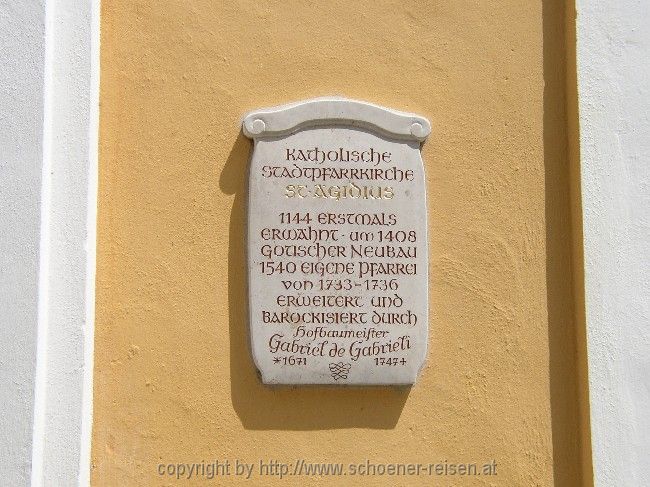 Katholische
Stadtpfarrkirche
St·Ägidius
1144 erstmals
erwähnt · um 1408
gotischer Neubau
1540 eigene Pfarrei
von 1733-1736
erweitert und
barockisiert durch
Hofbaumeister
Gabriel de Gabrieli
*1671 1747+
copyright by http://www.schoener-reisen.at